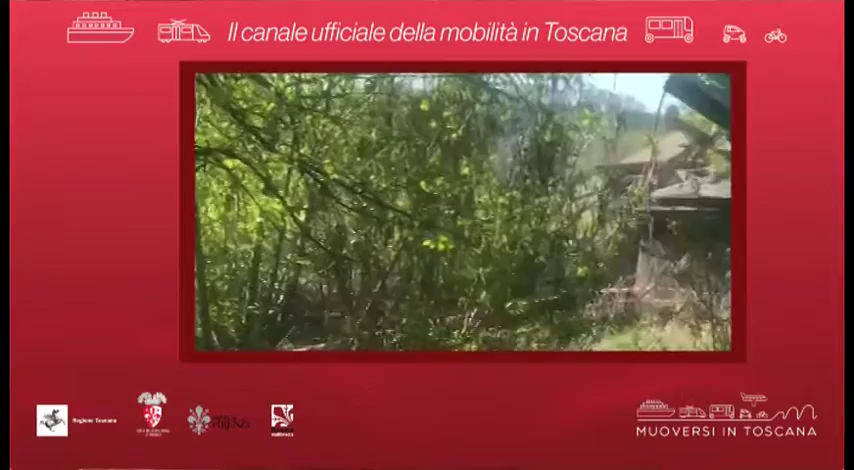 Il canale ufficiale della mobilità in Toscana
Regione Toscana
MUOVERSI IN TOSCANA